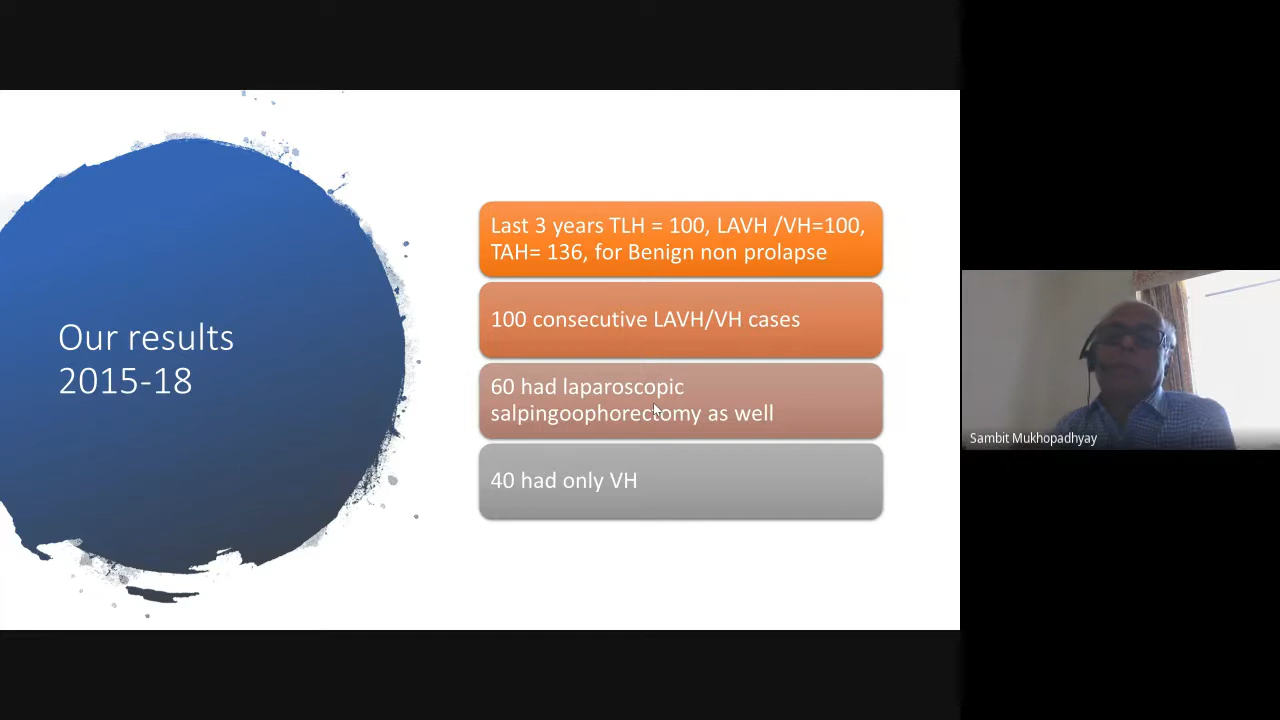 Our results
2015-18
Last 3 years TLH = 100, LAVH /VH=100,
TAH= 136, for Benign non prolapse
100 consecutive LAVH/VH cases
60 had laparoscopic
salpingoophorectomy as well
40 had only VH
Sambit Mukhopadhyay